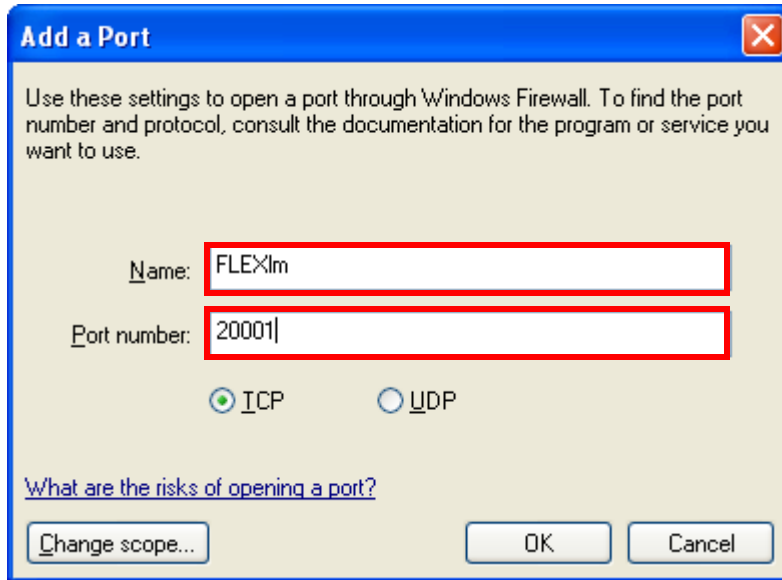 Add a Port
Use these settings to open a port through Windows Firewall. To find the port
number and protocol, consult the documentation for the program or service you
want to use.
Name: FLEXlm
Port number: 20001
TCP UDP
What are the risks of opening a port?
Change scope... OK Cancel